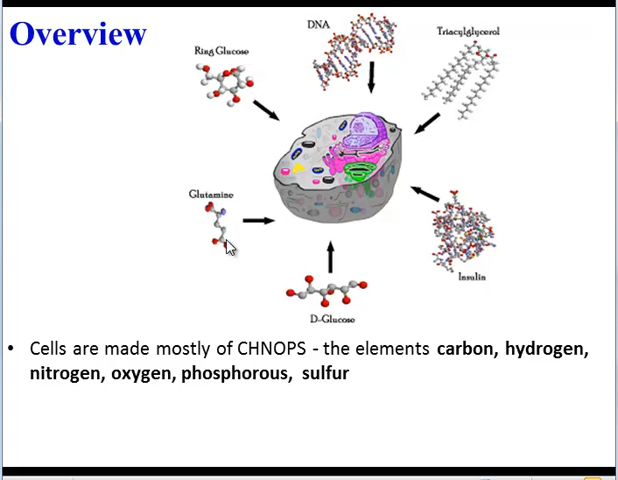 Overview
DNA
Triacylglycerol
Ring Glucose
Glutamine
Insulin
D-Glucose
• Cells are made mostly of CHNOPS - the elements carbon, hydrogen,
nitrogen, oxygen, phosphorous, sulfur